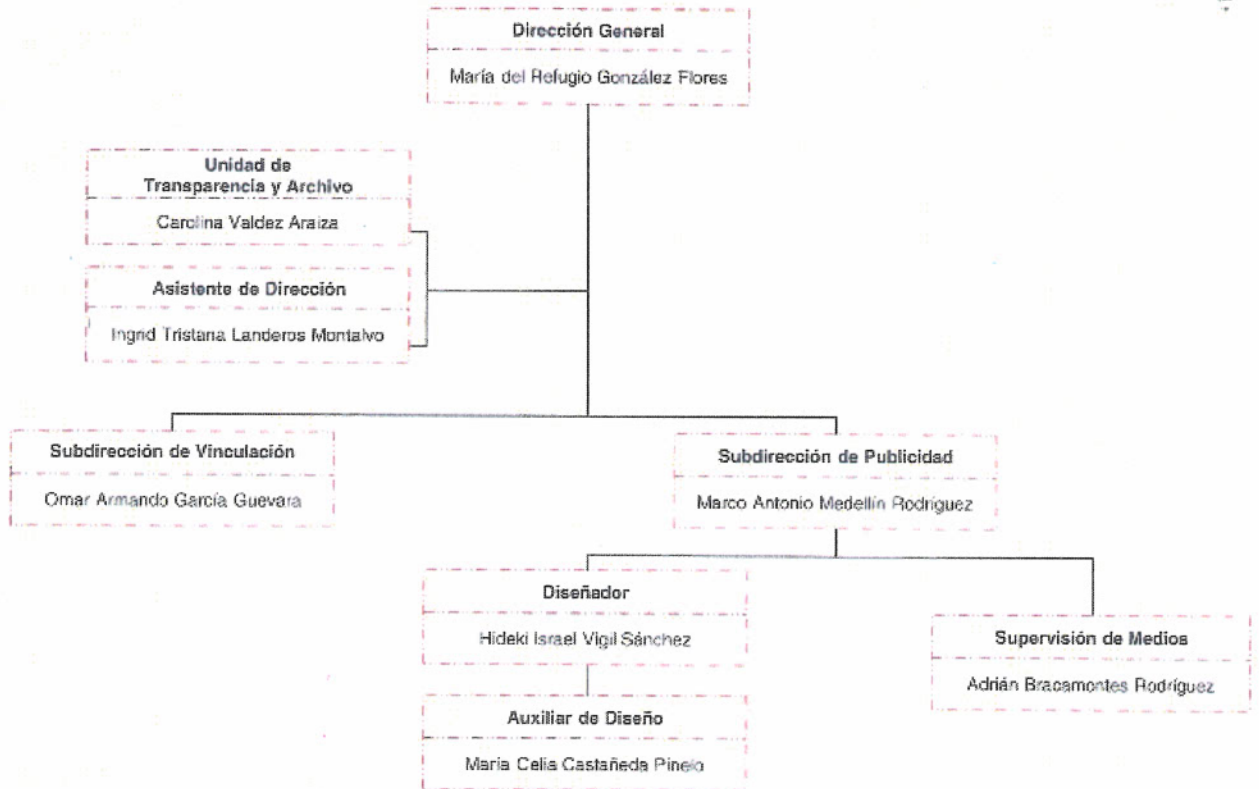 Dirección General
María del Refugio González Flores
Unidad de
Transparencia y Archivo
Carolina Valdez Araiza
Asistente de Dirección
Ingrid Tristana Landeros Montalvo
Subdirección de Vinculación
Omar Armando García Guevara
Subdirección de Publicidad
Marco Antonio Medellín Rodríguez
Diseñador
Hideki Israel Vigil Sánchez
Supervisión de Medios
Adrián Bracamontes Rodríguez
Auxiliar de Diseño
María Celia Castañeda Pinelo